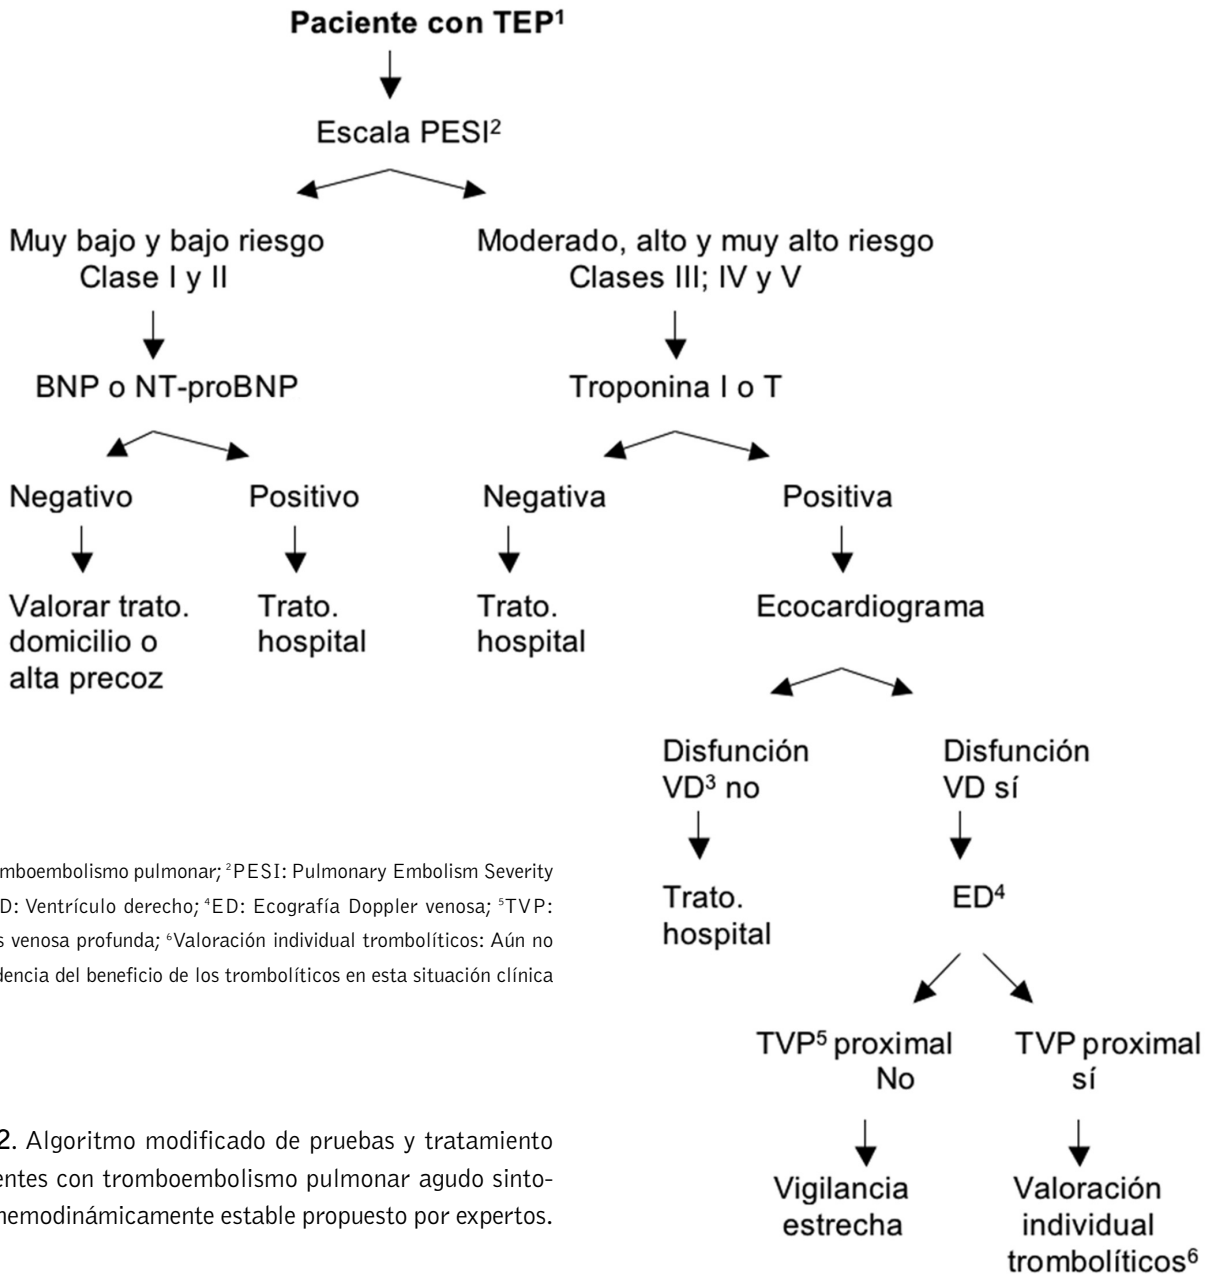 Paciente con TEP¹
Escala PESI²
Muy bajo y bajo riesgo
Clase I y II
Moderado, alto y muy alto riesgo
Clases III; IV y V
BNP o NT-proBNP
Troponina I o T
Negativo
Positivo
Negativa
Positiva
Valorar trato.
domicilio o
alta precoz
Trato.
hospital
Trato.
hospital
Ecocardiograma
Disfunción
VD³ no
Disfunción
VD sí
Trato.
hospital
ED⁴
TVP⁵ proximal
No
TVP proximal
sí
Vigilancia
estrecha
Valoración
individual
trombolíticos⁶
mboembolismo pulmonar; ²PESI: Pulmonary Embolism Severity
D: Ventrículo derecho; ⁴ED: Ecografía Doppler venosa; ⁵TVP:
s venosa profunda; ⁶Valoración individual trombolíticos: Aún no
dencia del beneficio de los trombolíticos en esta situación clínica
2. Algoritmo modificado de pruebas y tratamiento
entes con tromboembolismo pulmonar agudo sinto-
hemodinámicamente estable propuesto por expertos.